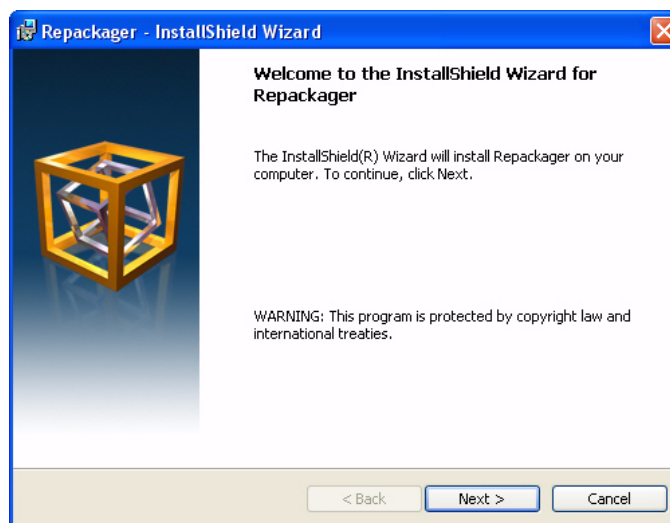 Repackager - InstallShield Wizard
Welcome to the InstallShield Wizard for
Repackager
The InstallShield(R) Wizard will install Repackager on your
computer. To continue, click Next.
WARNING: This program is protected by copyright law and
international treaties.
< Back
Next >
Cancel